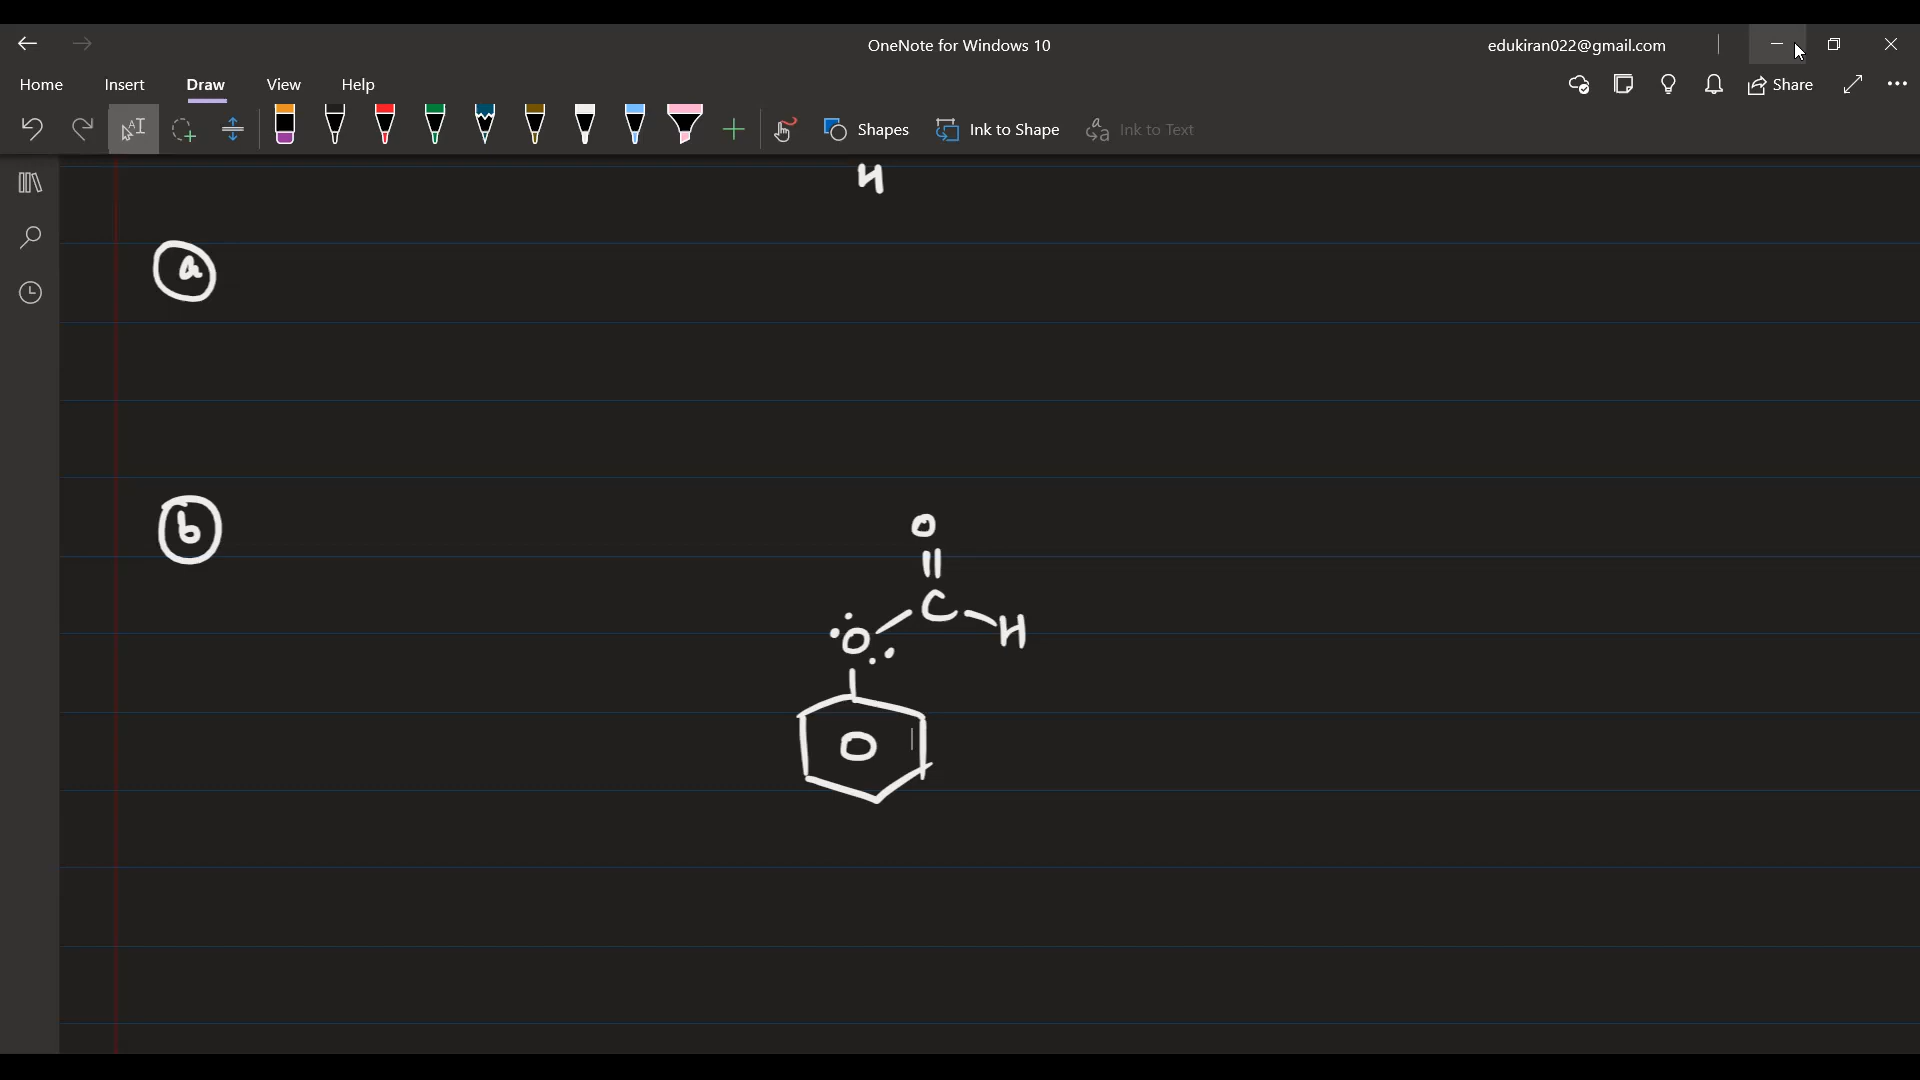 OneNote for Windows 10
edukiran022@gmail.com
Home Insert Draw View Help
Share
Shapes Ink to Shape Ink to Text
H
a
b
O
C
O H
O